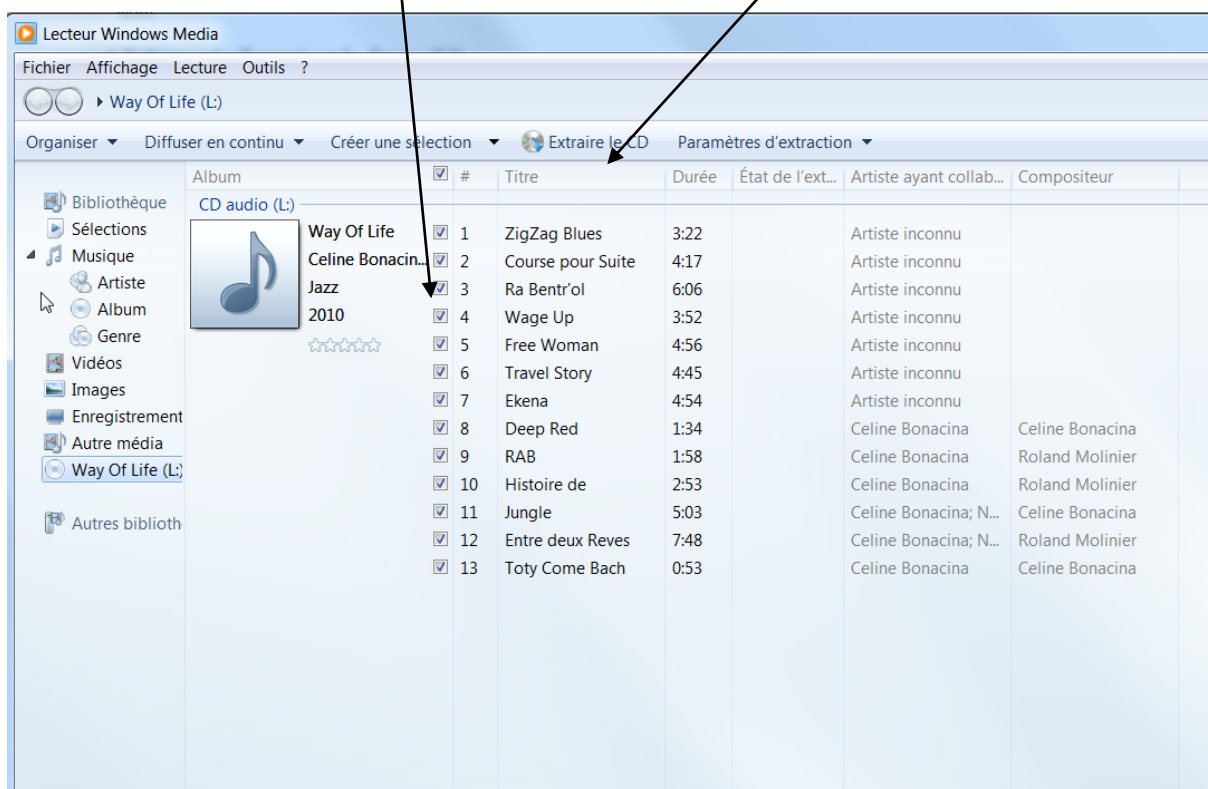 Lecteur Windows Media
Fichier Affichage Lecture Outils ?
Way Of Life (L:)
Organiser Diffuser en continu Créer une sélection Extraire le CD Paramètres d'extraction
Album # Titre Durée État de l'ext... Artiste ayant collab... Compositeur
Bibliothèque
Sélections
Musique
Artiste
Album
Genre
Vidéos
Images
Enregistrement
Autre média
Way Of Life (L:)
Autres biblioth
CD audio (L:)
Way Of Life
Celine Bonacin...
Jazz
2010
1 ZigZag Blues 3:22 Artiste inconnu
2 Course pour Suite 4:17 Artiste inconnu
3 Ra Bentr'ol 6:06 Artiste inconnu
4 Wage Up 3:52 Artiste inconnu
5 Free Woman 4:56 Artiste inconnu
6 Travel Story 4:45 Artiste inconnu
7 Ekena 4:54 Artiste inconnu
8 Deep Red 1:34 Celine Bonacina Celine Bonacina
9 RAB 1:58 Celine Bonacina Roland Molinier
10 Histoire de 2:53 Celine Bonacina Roland Molinier
11 Jungle 5:03 Celine Bonacina; N... Celine Bonacina
12 Entre deux Reves 7:48 Celine Bonacina; N... Roland Molinier
13 Toty Come Bach 0:53 Celine Bonacina Celine Bonacina